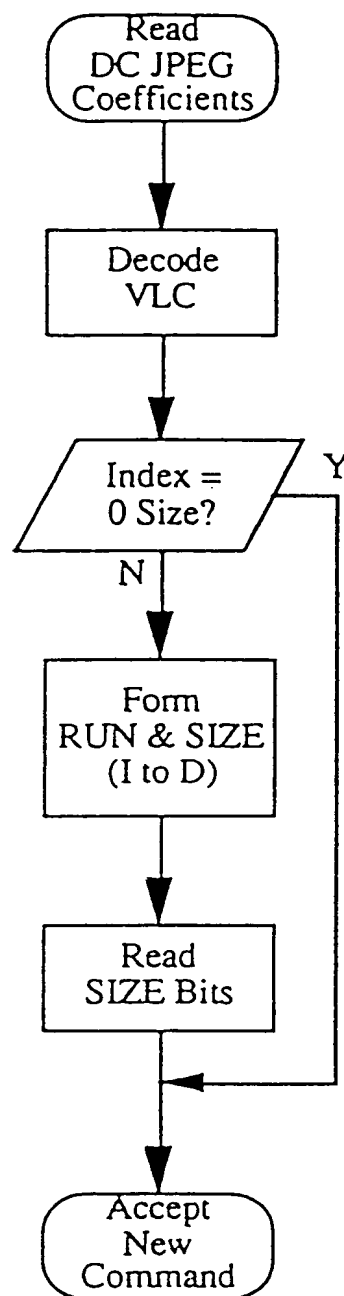 Read
DC JPEG
Coefficients
Decode
VLC
Index =
0 Size?
Y
N
Form
RUN & SIZE
(I to D)
Read
SIZE Bits
Accept
New
Command